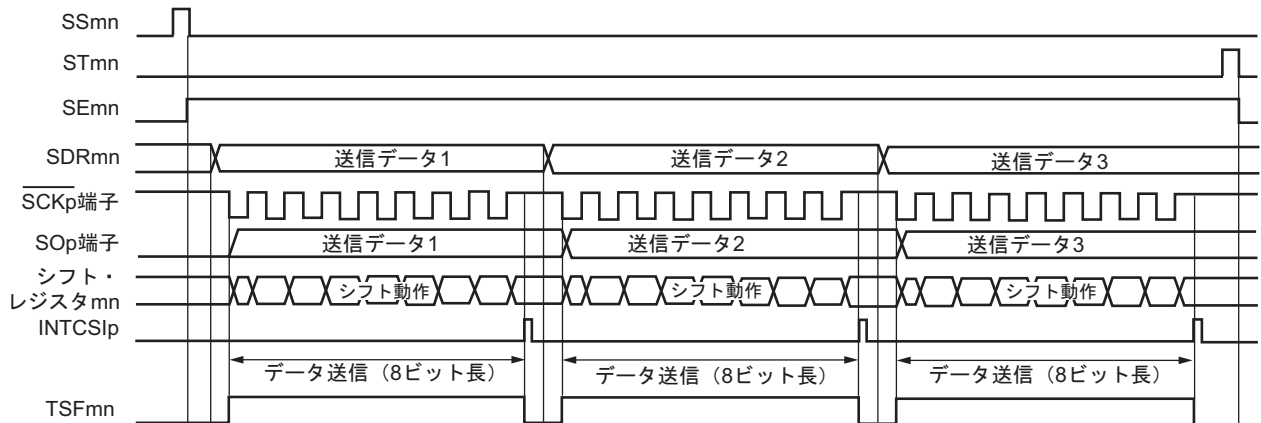 SSmn
STmn
SEmn
SDRmn 送信データ1 送信データ2 送信データ3
SCKp端子
SOp端子 送信データ1 送信データ2 送信データ3
シフト・
レジスタmn シフト動作 シフト動作 シフト動作
INTCSIp
データ送信（8ビット長） データ送信（8ビット長） データ送信（8ビット長）
TSFmn